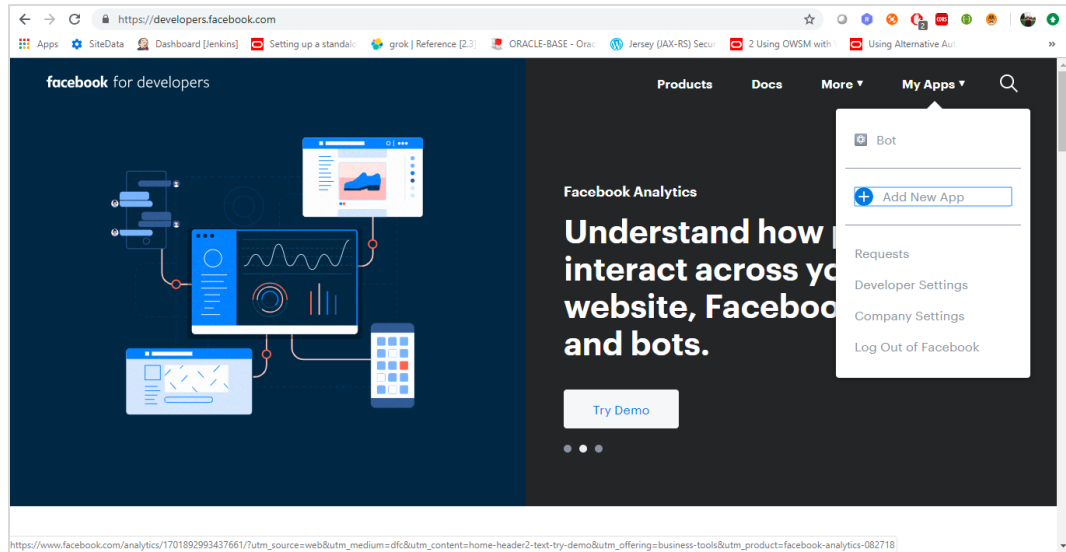 https://developers.facebook.com
2
CORS
Apps SiteData Dashboard [Jenkins] Setting up a standalo grok | Reference [2.3] ORACLE-BASE - Orac Jersey (JAX-RS) Secur 2 Using OWSM with Using Alternative Aut »
facebook for developers Products Docs More ▾ My Apps ▾
Bot
Add New App
Requests
Developer Settings
Company Settings
Log Out of Facebook
Facebook Analytics
Understand how
interact across yo
website, Faceboo
and bots.
Try Demo
https://www.facebook.com/analytics/1701892993437661/?utm_source=web&utm_medium=dfc&utm_content=home-header2-text-try-demo&utm_offering=business-tools&utm_product=facebook-analytics-082718